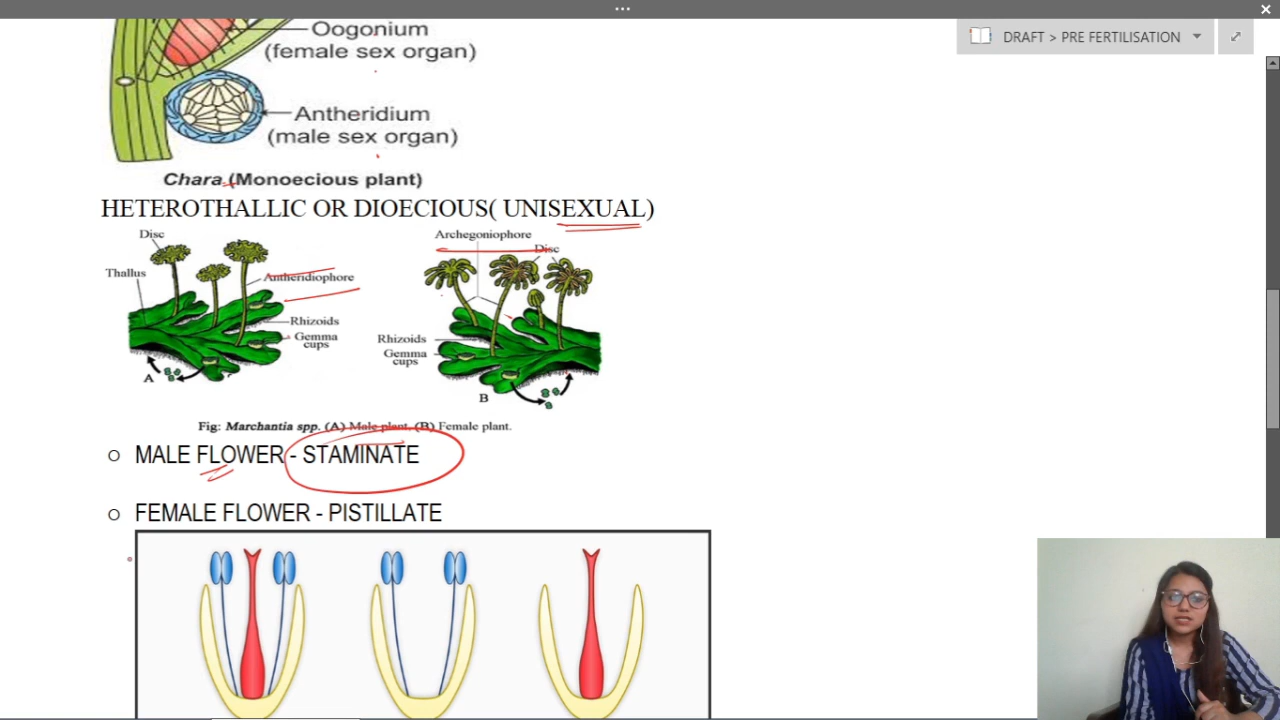 DRAFT > PRE FERTILISATION
Oogonium
(female sex organ)
Antheridium
(male sex organ)
Chara (Monoecious plant)
HETEROTHALLIC OR DIOECIOUS( UNISEXUAL)
Disc
Thallus
Antheridiophore
Rhizoids
Gemma
cups
A
Archegoniophore
Disc
Rhizoids
Gemma
cups
B
Fig: Marchantia spp. (A) Male plant. (B) Female plant.
○ MALE FLOWER - STAMINATE
○ FEMALE FLOWER - PISTILLATE